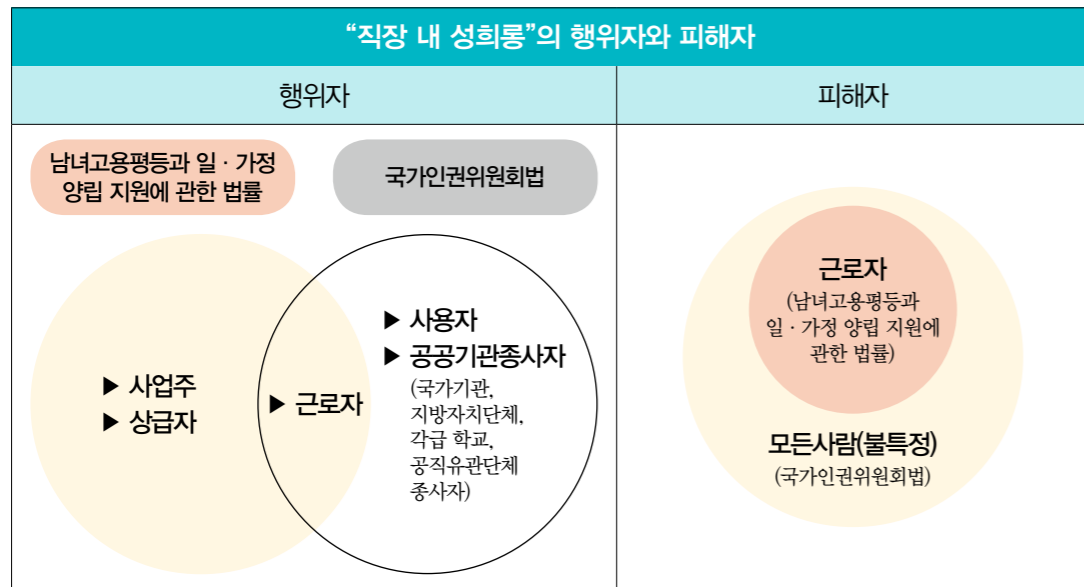 “직장 내 성희롱”의 행위자와 피해자
행위자
피해자
남녀고용평등과 일 · 가정
양립 지원에 관한 법률
국가인권위원회법
▶ 사업주
▶ 상급자
▶ 근로자
▶ 사용자
▶ 공공기관종사자
(국가기관,
지방자치단체,
각급 학교,
공직유관단체
종사자)
근로자
(남녀고용평등과
일 · 가정 양립 지원에
관한 법률)
모든사람(불특정)
(국가인권위원회법)